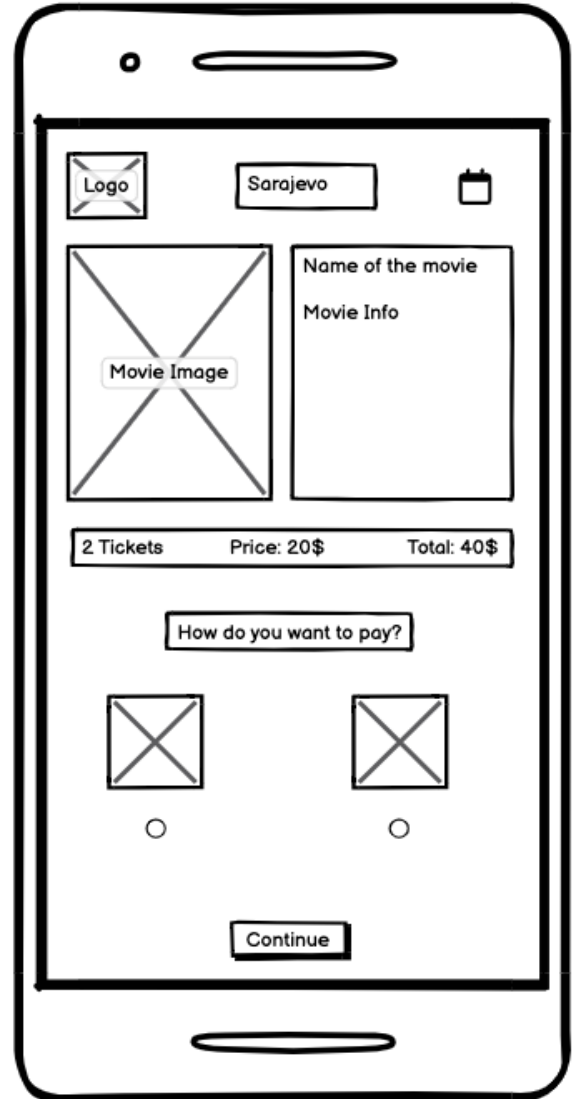 Logo
Sarajevo
Name of the movie
Movie Info
Movie Image
2 Tickets Price: 20$ Total: 40$
How do you want to pay?
Continue